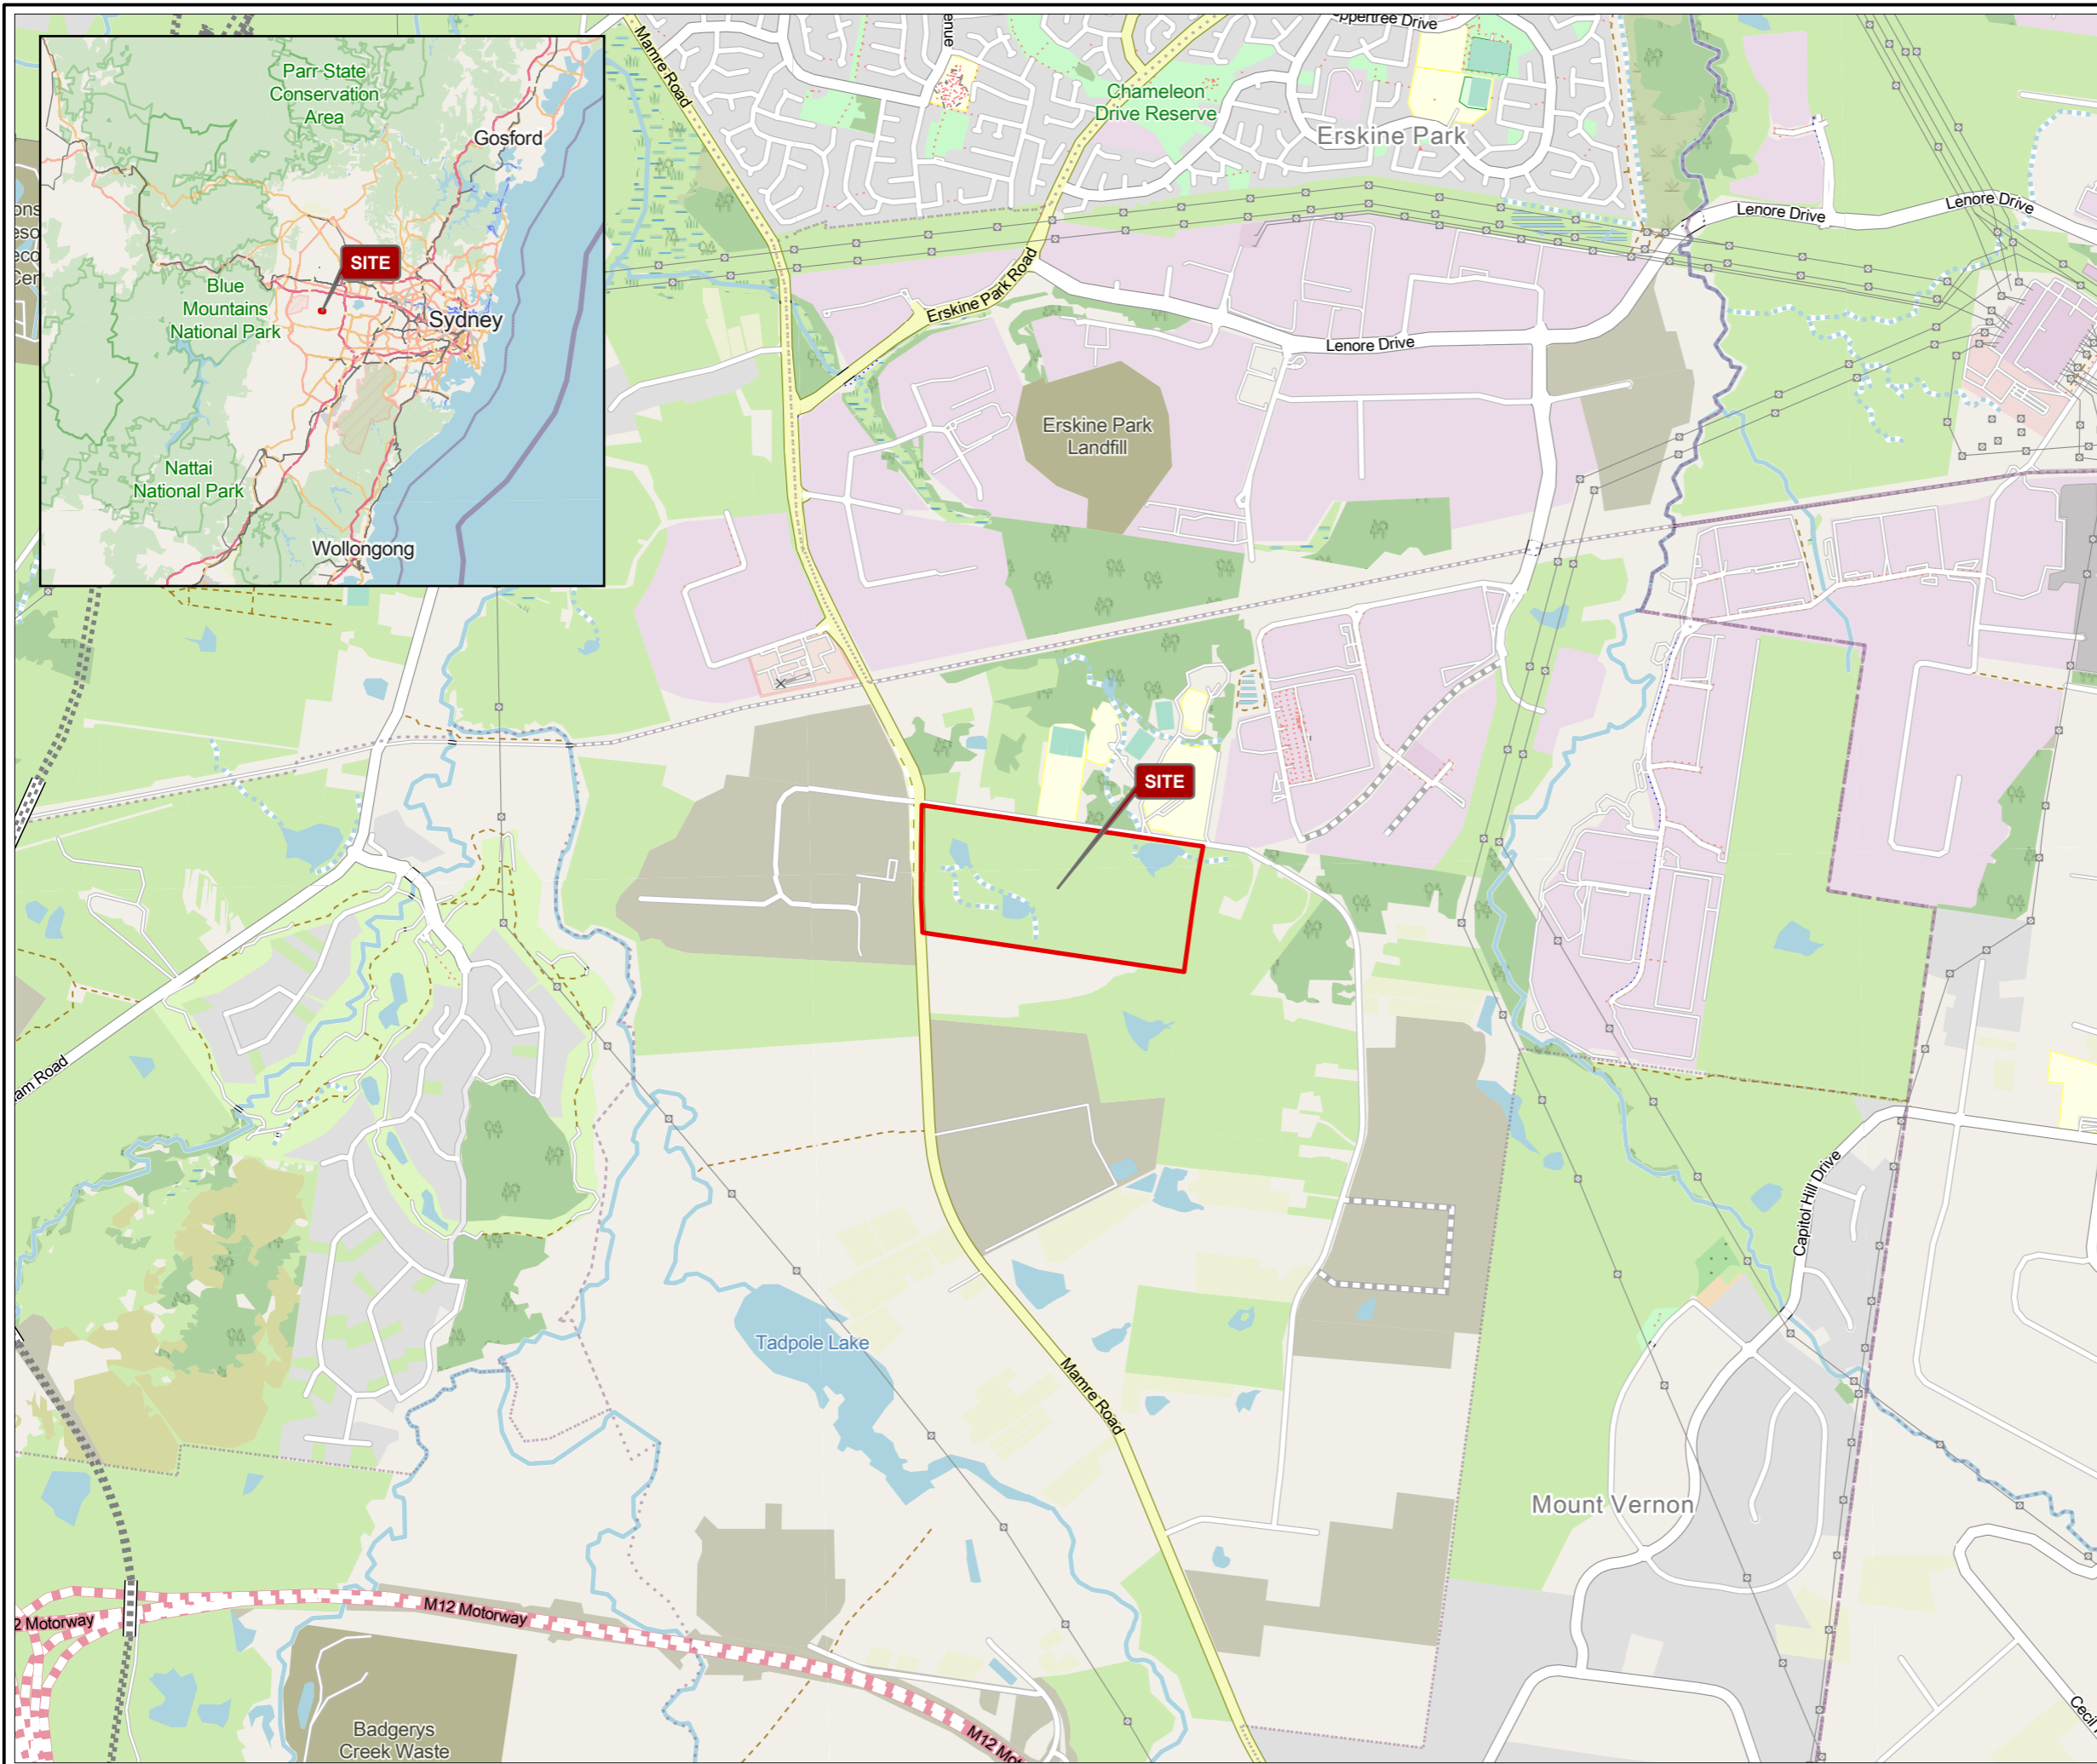 Parr State
Conservation
Area
Gosford
SITE
Blue
Mountains
National Park
Sydney
Nattai
National Park
Wollongong
Mamre Road
Chameleon
Drive Reserve
Erskine Park
Lenore Drive
Lenore Drive
Erskine Park Road
Lenore Drive
Erskine Park
Landfill
SITE
Capitol Hill Drive
Tadpole Lake
Mamre Road
Mount Vernon
M12 Motorway
2 Motorway
Badgerys
Creek Waste